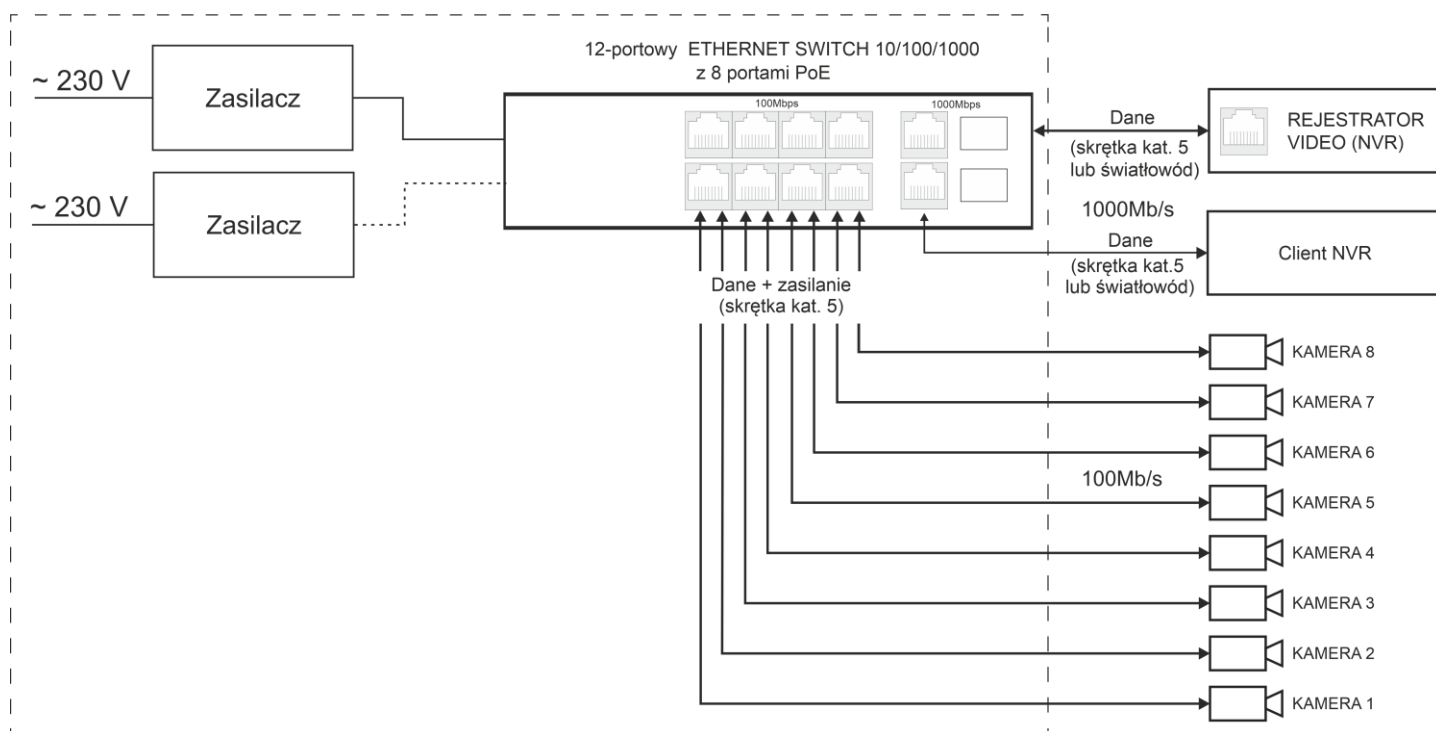 12-portowy ETHERNET SWITCH 10/100/1000
z 8 portami PoE
~ 230 V
Zasilacz
~ 230 V
Zasilacz
100Mbps
1000Mbps
Dane
(skrętka kat. 5
lub światłowód)
REJESTRATOR
VIDEO (NVR)
1000Mb/s
Dane
(skrętka kat.5
lub światłowód)
Client NVR
Dane + zasilanie
(skrętka kat. 5)
KAMERA 8
KAMERA 7
KAMERA 6
100Mb/s
KAMERA 5
KAMERA 4
KAMERA 3
KAMERA 2
KAMERA 1